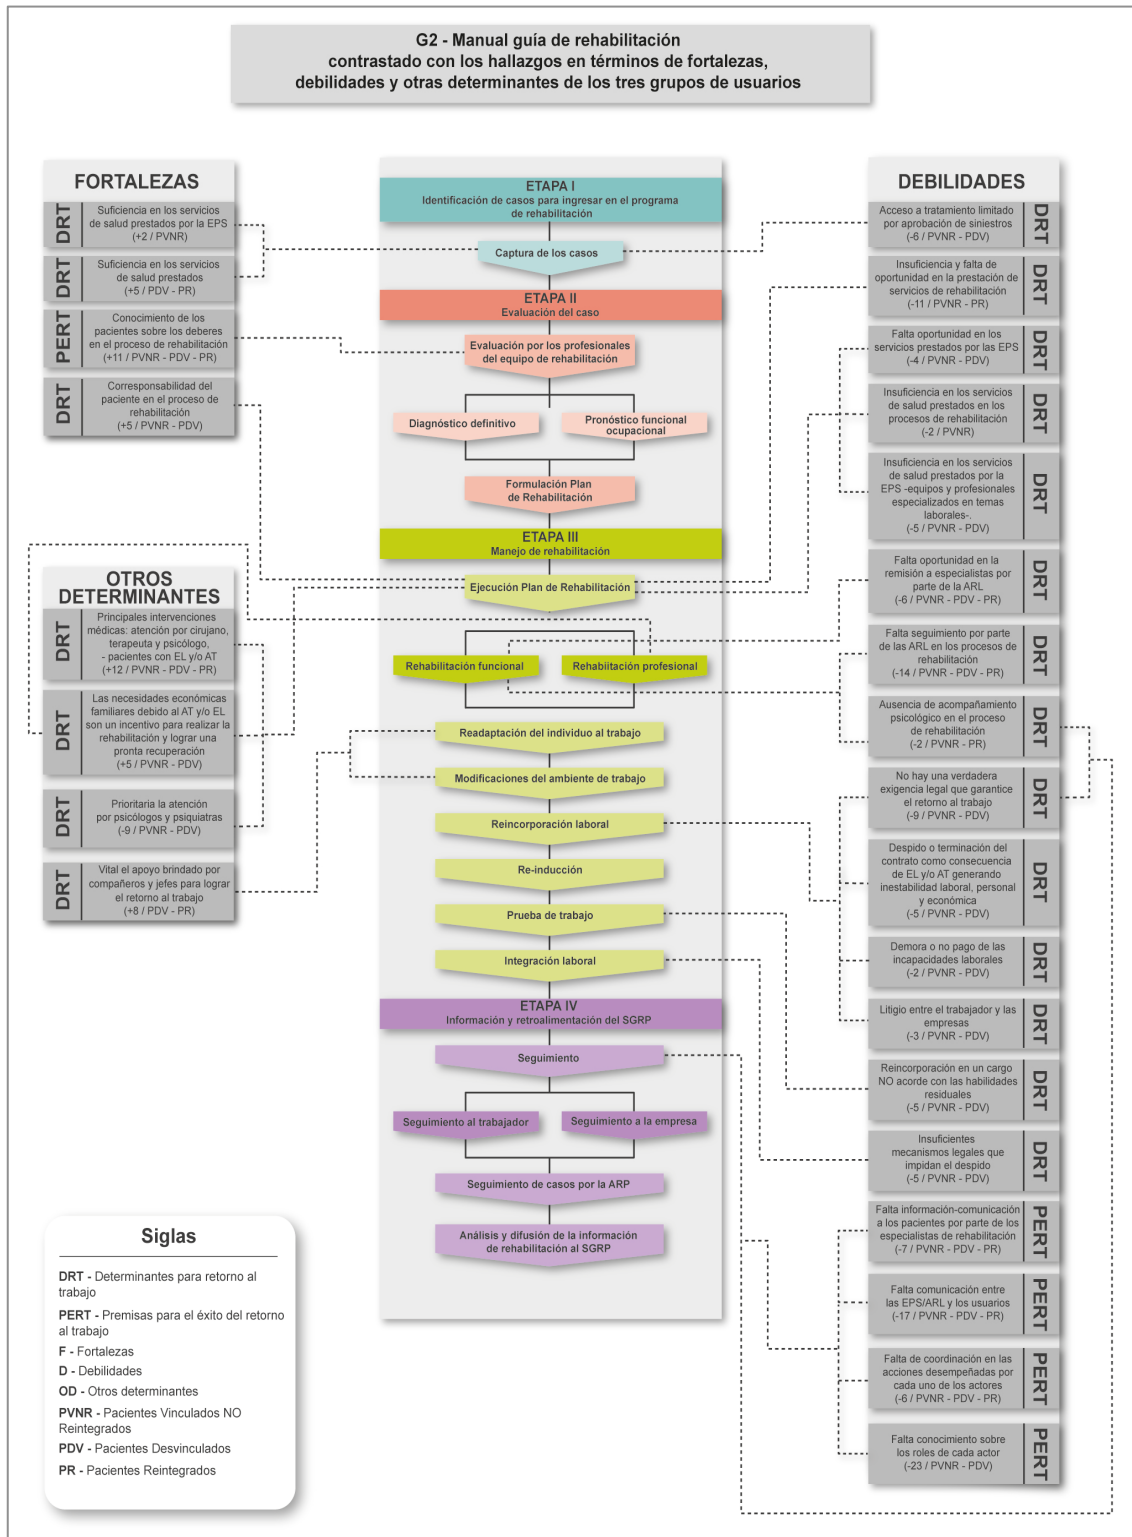 G2 - Manual guía de rehabilitación
contrastado con los hallazgos en términos de fortalezas,
debilidades y otras determinantes de los tres grupos de usuarios
FORTALEZAS
DRT
Suficiencia en los servicios
de salud prestados por la EPS
(+2 / PVNR)
DRT
Suficiencia en los servicios
de salud prestados
(+5 / PDV - PR)
PERT
Conocimiento de los
pacientes sobre los deberes
en el proceso de rehabilitación
(+11 / PVNR - PDV - PR)
DRT
Corresponsabilidad del
paciente en el proceso de
rehabilitación
(+5 / PVNR - PDV)
OTROS
DETERMINANTES
DRT
Principales intervenciones
médicas: atención por cirujano,
terapeuta y psicólogo,
- pacientes con EL y/o AT
(+12 / PVNR - PDV - PR)
DRT
Las necesidades económicas
familiares debido al AT y/o EL
son un incentivo para realizar la
rehabilitación y lograr una
pronta recuperación
(+5 / PVNR - PDV)
DRT
Prioritaria la atención
por psicólogos y psiquiatras
(-9 / PVNR - PDV)
DRT
Vital el apoyo brindado por
compañeros y jefes para lograr
el retorno al trabajo
(+8 / PDV - PR)
ETAPA I
Identificación de casos para ingresar en el programa
de rehabilitación
Captura de los casos
ETAPA II
Evaluación del caso
Evaluación por los profesionales
del equipo de rehabilitación
Diagnóstico definitivo
Pronóstico funcional
ocupacional
Formulación Plan
de Rehabilitación
ETAPA III
Manejo de rehabilitación
Ejecución Plan de Rehabilitación
Rehabilitación funcional
Rehabiitación profesional
Readaptación del individuo al trabajo
Modificaciones del ambiente de trabajo
Reincorporación laboral
Re-inducción
Prueba de trabajo
Integración laboral
ETAPA IV
Información y retroalimentación del SGRP
Seguimiento
Seguimiento al trabajador
Seguimiento a la empresa
Seguimiento de casos por la ARP
Análisis y difusión de la información
de rehabilitación al SGRP
DEBILIDADES
Acceso a tratamiento limitado
por aprobación de siniestros
(-6 / PVNR - PDV)
DRT
Insuficiencia y falta de
oportunidad en la prestación de
servicios de rehabilitación
(-11 / PVNR - PR)
DRT
Falta oportunidad en los
servicios prestados por las EPS
(-4 / PVNR - PDV)
DRT
Insuficiencia en los servicios
de salud prestados en los
procesos de rehabilitación
(-2 / PVNR)
DRT
Insuficiencia en los servicios
de salud prestados por la
EPS -equipos y profesionales
especializados en temas
laborales-.
(-5 / PVNR - PDV)
DRT
Falta oportunidad en la
remisión a especialistas por
parte de la ARL
(-6 / PVNR - PDV - PR)
DRT
Falta seguimiento por parte
de las ARL en los procesos de
rehabilitación
(-14 / PVNR - PDV - PR)
DRT
Ausencia de acompañamiento
psicológico en el proceso
de rehabilitación
(-2 / PVNR - PR)
DRT
No hay una verdadera
exigencia legal que garantice
el retorno al trabajo
(-9 / PVNR - PDV)
DRT
Despido o terminación del
contrato como consecuencia
de EL y/o AT generando
inestabilidad laboral, personal
y económica
(-5 / PVNR - PDV)
DRT
Demora o no pago de las
incapacidades laborales
(-2 / PVNR - PDV)
DRT
Litigio entre el trabajador y las
empresas
(-3 / PVNR - PDV)
DRT
Reincorporación en un cargo
NO acorde con las habilidades
residuales
(-5 / PVNR - PDV)
DRT
Insuficientes
mecanismos legales que
impidan el despido
(-5 / PVNR - PDV)
DRT
Falta información-comunicación
a los pacientes por parte de los
especialistas de rehabilitación
(-7 / PVNR - PDV - PR)
PERT
Falta comunicación entre
las EPS/ARL y los usuarios
(-17 / PVNR - PDV - PR)
PERT
Falta de coordinación en las
acciones desempeñadas por
cada uno de los actores
(-6 / PVNR - PDV - PR)
PERT
Falta conocimiento sobre
los roles de cada actor
(-23 / PVNR - PDV)
PERT
Siglas
DRT - Determinantes para retorno al
trabajo
PERT - Premisas para el éxito del retorno
al trabajo
F - Fortalezas
D - Debilidades
OD - Otros determinantes
PVNR - Pacientes Vinculados NO
Reintegrados
PDV - Pacientes Desvinculados
PR - Pacientes Reintegrados